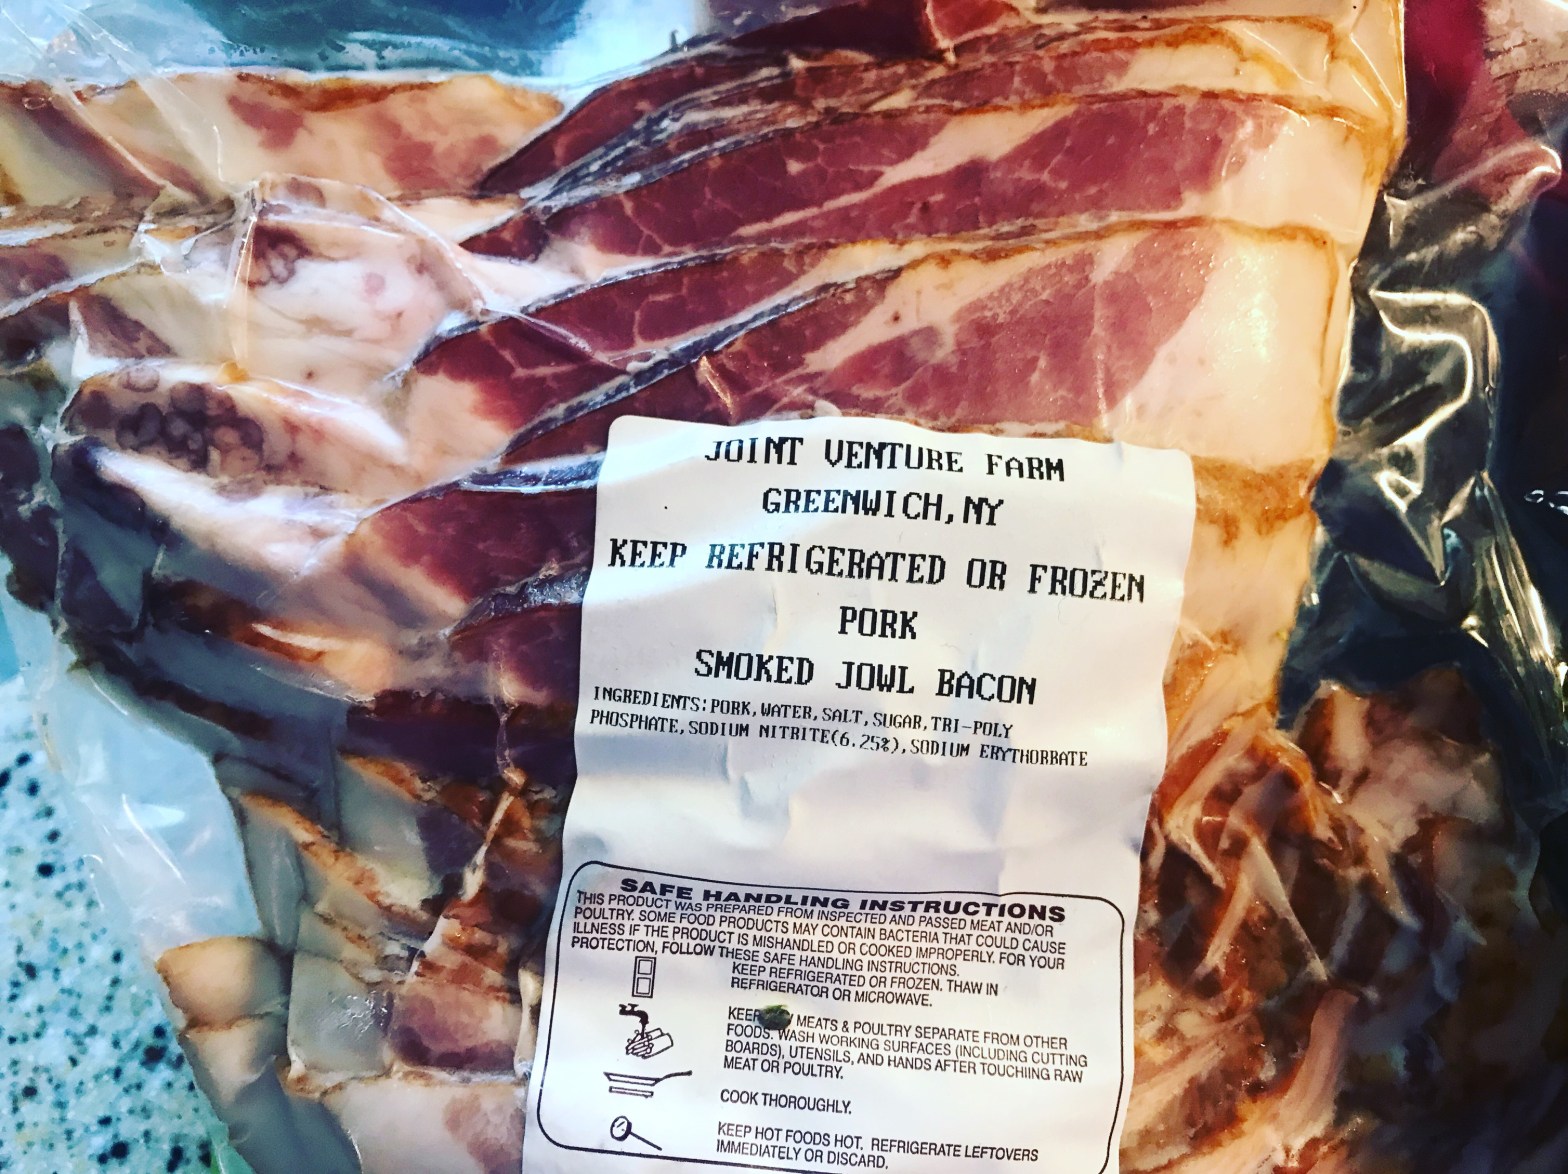 JOINT VENTURE FARM
GREENWICH, NY
KEEP REFRIGERATED OR FROZEN
PORK
SMOKED JOWL BACON
INGREDIENTS: PORK, WATER, SALT, SUGAR, TRI-POLY
PHOSPHATE, SODIUM NITRITE(6.25%), SODIUM ERYTHORBATE
SAFE HANDLING INSTRUCTIONS
THIS PRODUCT WAS PREPARED FROM INSPECTED AND PASSED MEAT AND/OR
POULTRY. SOME FOOD PRODUCTS MAY CONTAIN BACTERIA THAT COULD CAUSE
ILLNESS IF THE PRODUCT IS MISHANDLED OR COOKED IMPROPERLY. FOR YOUR
PROTECTION, FOLLOW THESE SAFE HANDLING INSTRUCTIONS.
KEEP REFRIGERATED OR FROZEN. THAW IN
REFRIGERATOR OR MICROWAVE.
KEEP MEATS & POULTRY SEPARATE FROM OTHER
FOODS. WASH WORKING SURFACES (INCLUDING CUTTING
BOARDS), UTENSILS, AND HANDS AFTER TOUCHIING RAW
MEAT OR POULTRY.
COOK THOROUGHLY.
KEEP HOT FOODS HOT. REFRIGERATE LEFTOVERS
IMMEDIATELY OR DISCARD.